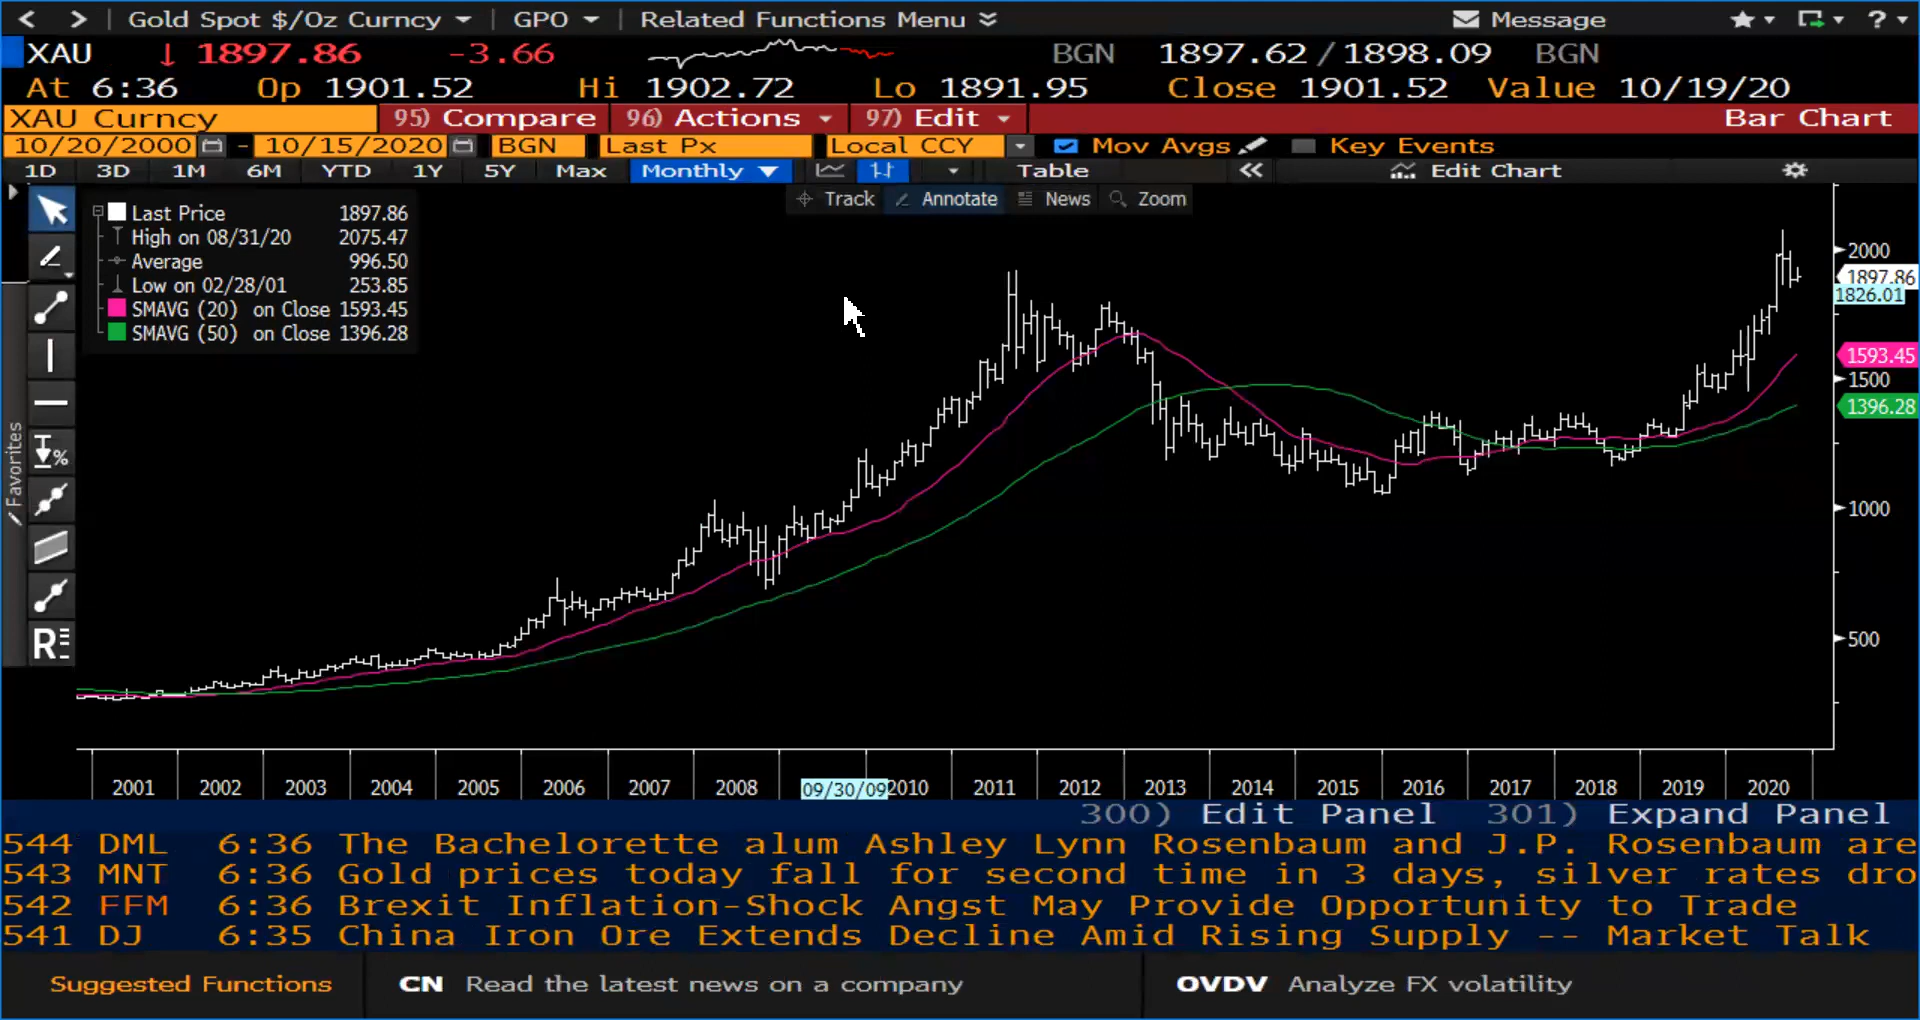 Gold Spot $/Oz Curncy GPO Related Functions Menu Message ?
XAU ↓ 1897.86 -3.66 BGN 1897.62 / 1898.09 BGN
At 6:36 Op 1901.52 Hi 1902.72 Lo 1891.95 Close 1901.52 Value 10/19/20
XAU Curncy 95) Compare 96) Actions 97) Edit Bar Chart
10/20/2000 - 10/15/2020 BGN Last Px Local CCY Mov Avgs Key Events
1D 3D 1M 6M YTD 1Y 5Y Max Monthly Table Edit Chart
Track Annotate News Zoom
Last Price 1897.86
High on 08/31/20 2075.47
Average 996.50
Low on 02/28/01 253.85
SMAVG (20) on Close 1593.45
SMAVG (50) on Close 1396.28
Favorites
%
R
2000
1897.86
1826.01
1593.45
1500
1396.28
1000
500
2001 2002 2003 2004 2005 2006 2007 2008 09/30/09 2010 2011 2012 2013 2014 2015 2016 2017 2018 2019 2020
300) Edit Panel 301) Expand Panel
544 DML 6:36 The Bachelorette alum Ashley Lynn Rosenbaum and J.P. Rosenbaum are
543 MNT 6:36 Gold prices today fall for second time in 3 days, silver rates dro
542 FFM 6:36 Brexit Inflation-Shock Angst May Provide Opportunity to Trade
541 DJ 6:35 China Iron Ore Extends Decline Amid Rising Supply -- Market Talk
Suggested Functions CN Read the latest news on a company OVDV Analyze FX volatility